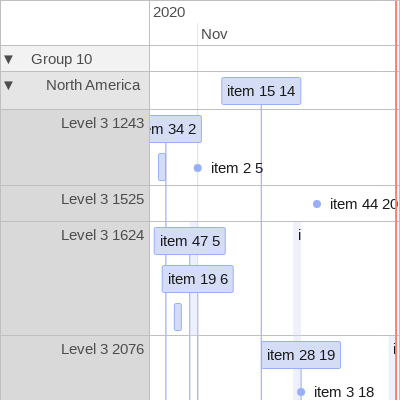 2020
Nov
▼ Group 10
▼ North America
item 15 14
Level 3 1243
em 34 2
item 2 5
Level 3 1525
item 44 20
Level 3 1624
i
item 47 5
item 19 6
Level 3 2076
item 28 19
i
item 3 18